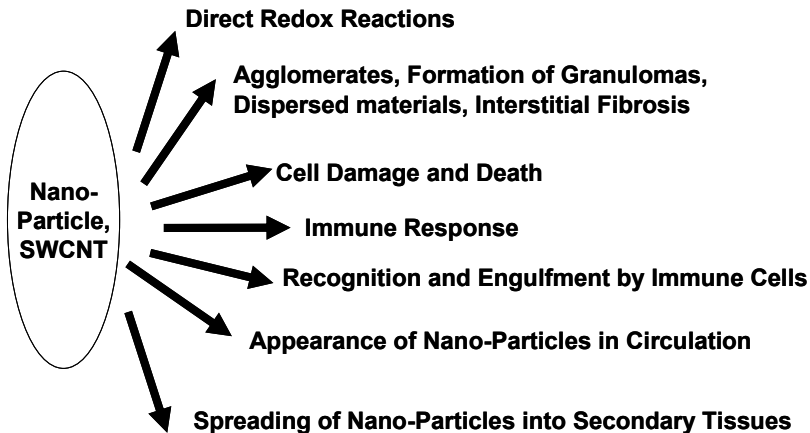 Direct Redox Reactions
Agglomerates, Formation of Granulomas,
Dispersed materials, Interstitial Fibrosis
Cell Damage and Death
Nano-
Particle,
SWCNT
Immune Response
Recognition and Engulfment by Immune Cells
Appearance of Nano-Particles in Circulation
Spreading of Nano-Particles into Secondary Tissues